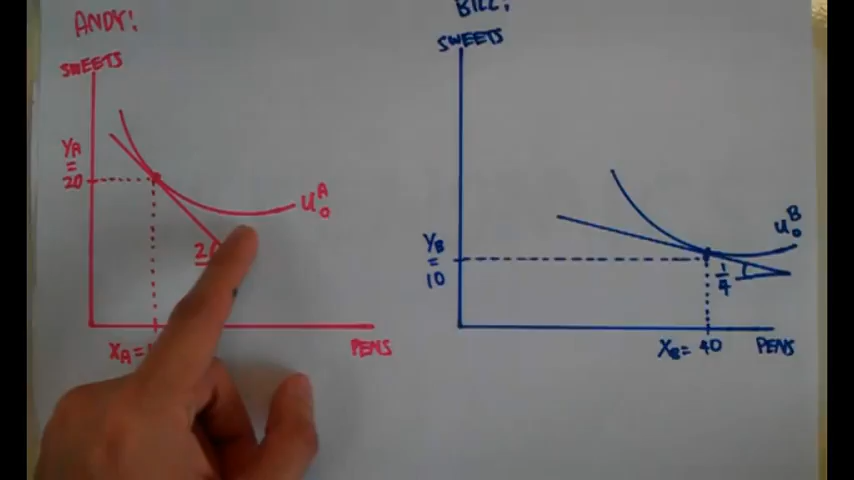 ANDY!
SWEETS
YA
=
20
U₀ᴬ
XA=
PENS
BILL!
SWEETS
YB
=
10
U₀ᴮ
1/4
XB= 40
PENS